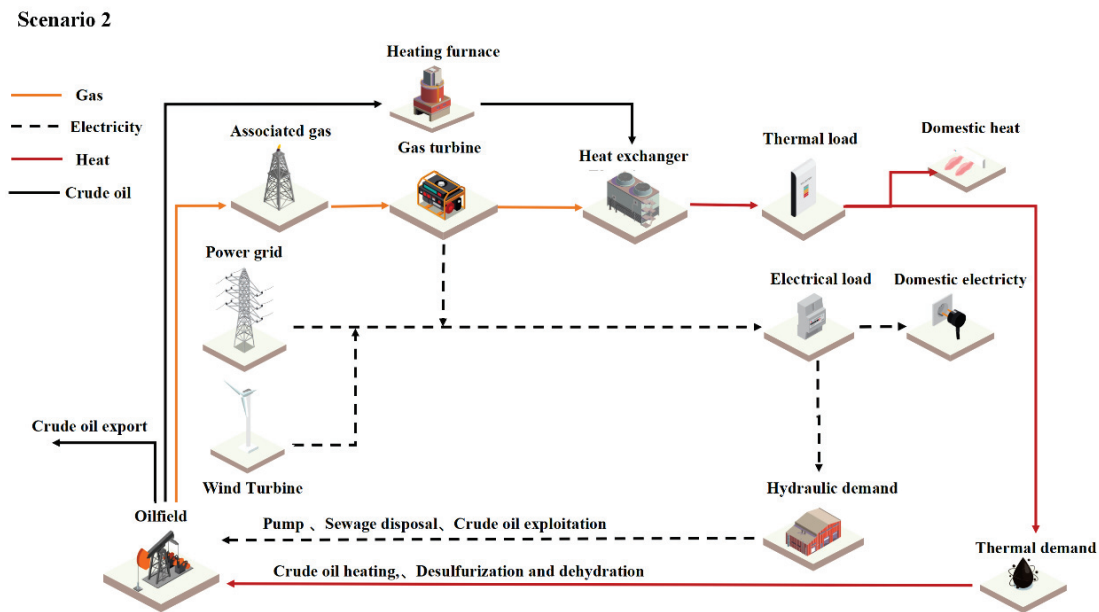 Scenario 2
Heating furnace
Gas
Electricity
Heat
Crude oil
Associated gas
Gas turbine
Heat exchanger
Thermal load
Domestic heat
Power grid
Electrical load
Domestic electricty
Crude oil export
Wind Turbine
Hydraulic demand
Oilfield
Pump 、Sewage disposal、Crude oil exploitation
Thermal demand
Crude oil heating,、Desulfurization and dehydration